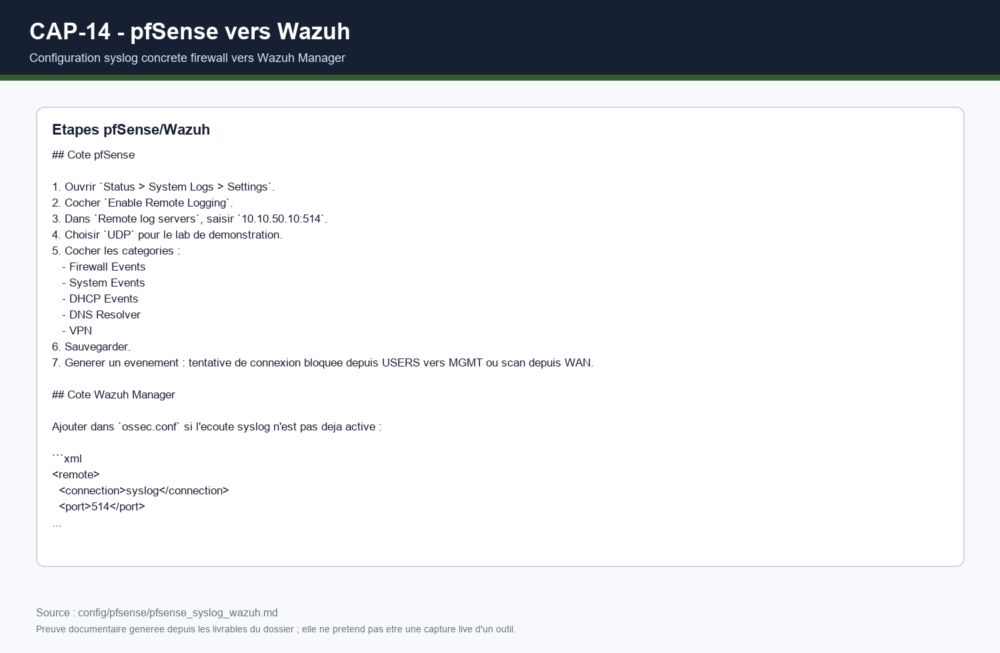 CAP-14 - pfSense vers Wazuh
Configuration syslog concrete firewall vers Wazuh Manager
Etapes pfSense/Wazuh
## Cote pfSense
1. Ouvrir `Status > System Logs > Settings`.
2. Cocher `Enable Remote Logging`.
3. Dans `Remote log servers`, saisir `10.10.50.10:514`.
4. Choisir `UDP` pour le lab de demonstration.
5. Cocher les categories :
- Firewall Events
- System Events
- DHCP Events
- DNS Resolver
- VPN
6. Sauvegarder.
7. Generer un evenement : tentative de connexion bloquee depuis USERS vers MGMT ou scan depuis WAN.
## Cote Wazuh Manager
Ajouter dans `ossec.conf` si l'ecoute syslog n'est pas deja active :
```xml
<remote>
<connection>syslog</connection>
<port>514</port>
...
Source : config/pfsense/pfsense_syslog_wazuh.md
Preuve documentaire generee depuis les livrables du dossier ; elle ne pretend pas etre une capture live d'un outil.